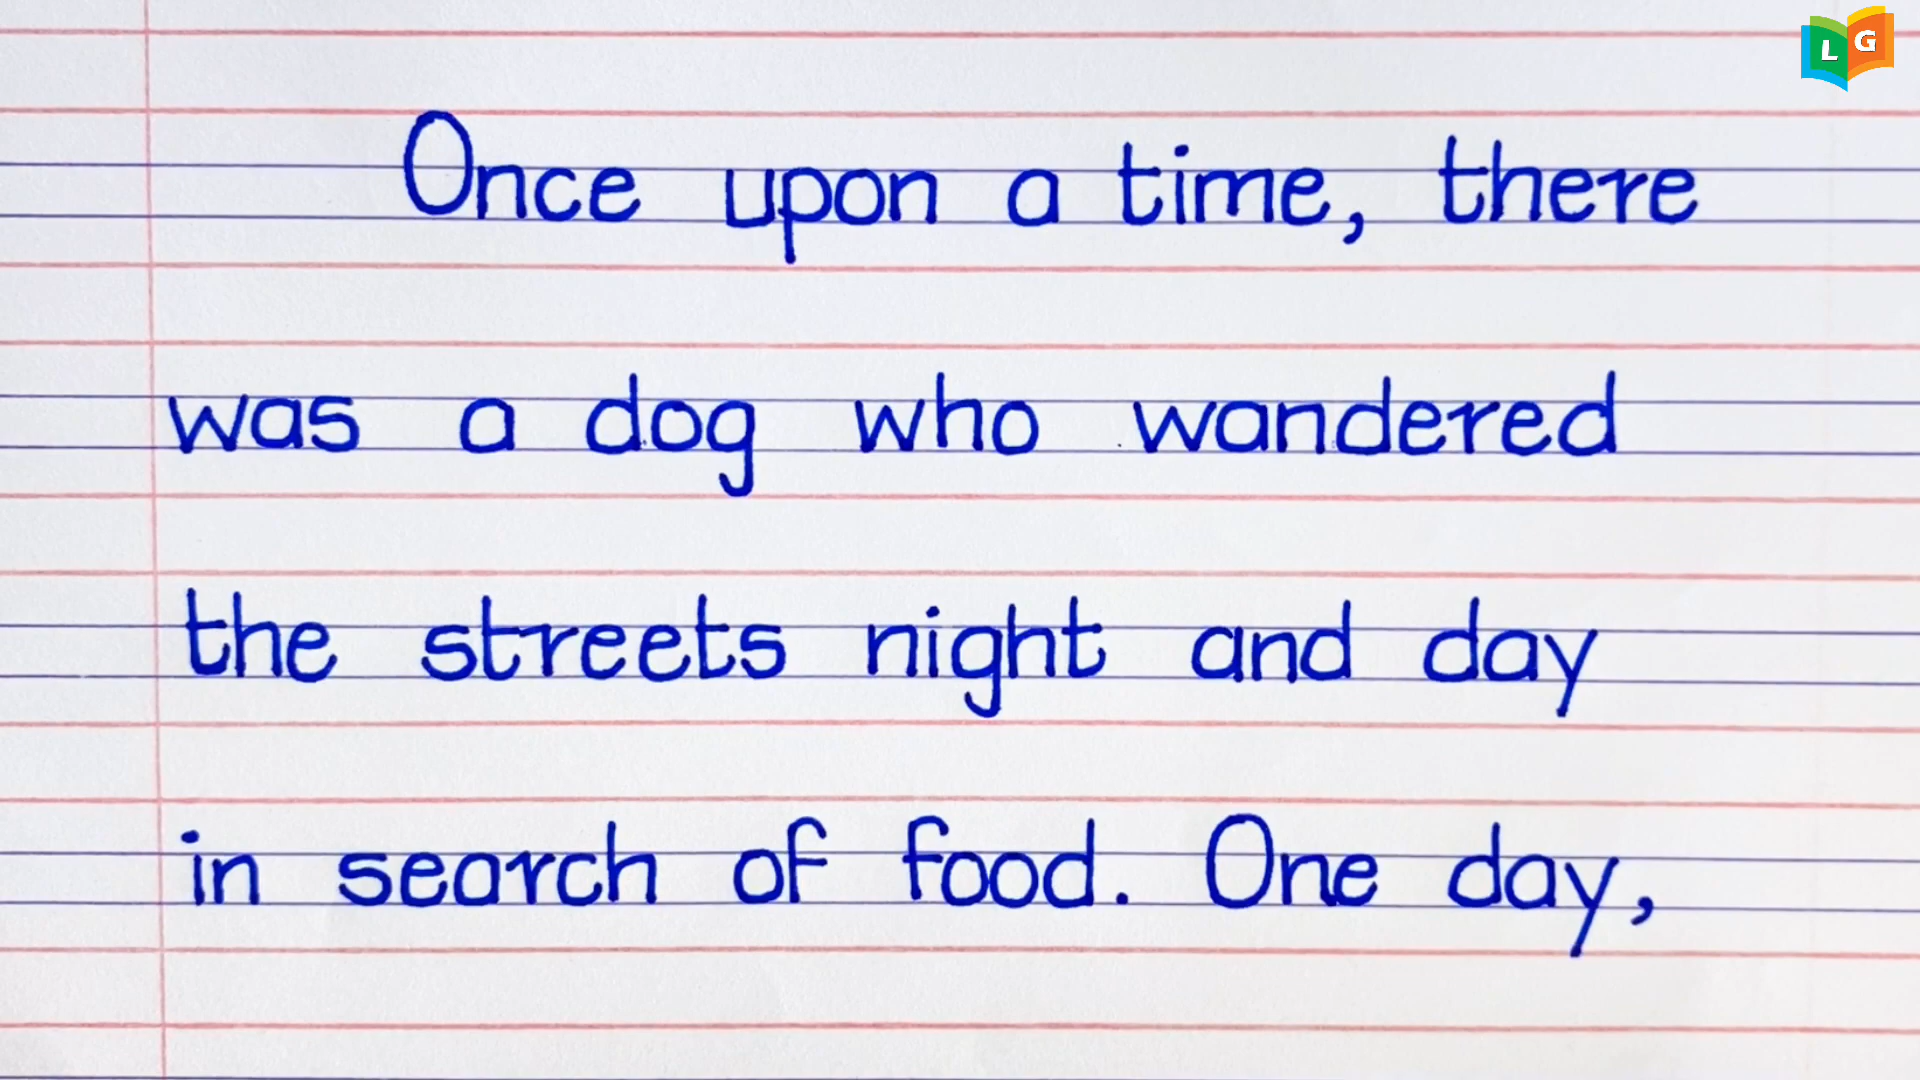 LG
Once upon a time, there
was a dog who wandered
the streets night and day
in search of food. One day,